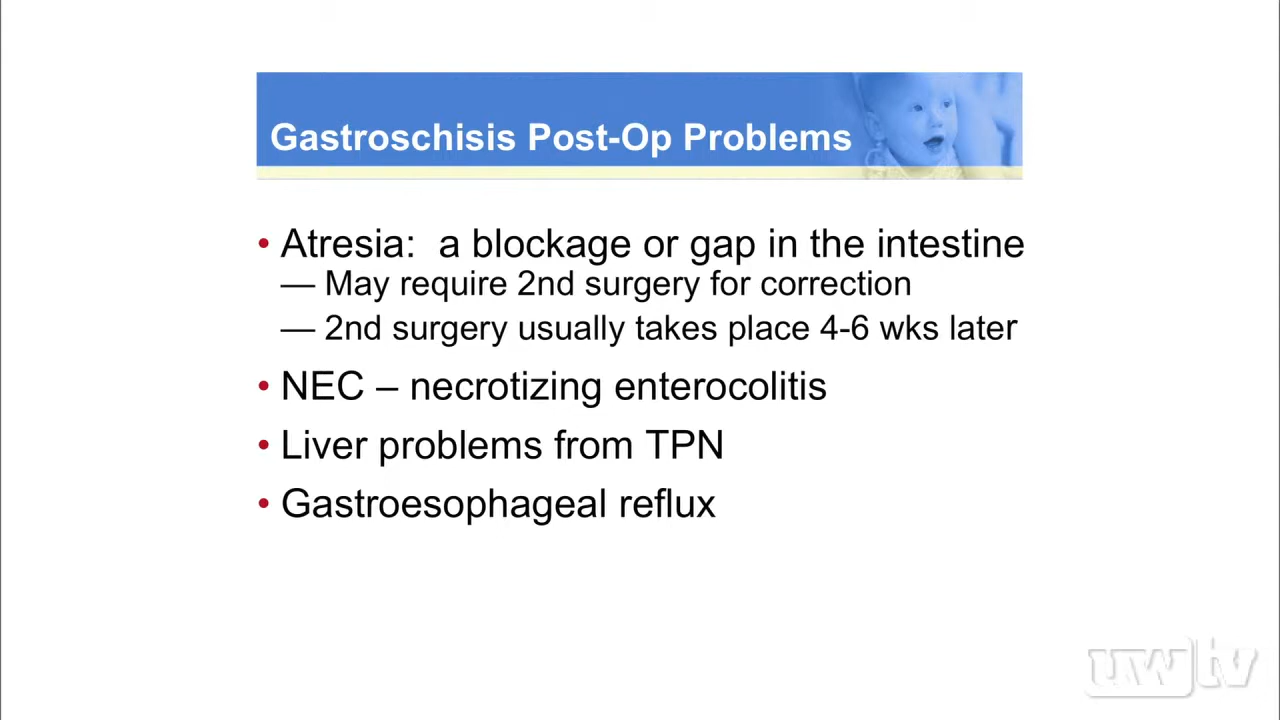 Gastroschisis Post-Op Problems
• Atresia: a blockage or gap in the intestine
— May require 2nd surgery for correction
— 2nd surgery usually takes place 4-6 wks later
• NEC – necrotizing enterocolitis
• Liver problems from TPN
• Gastroesophageal reflux
uwtv